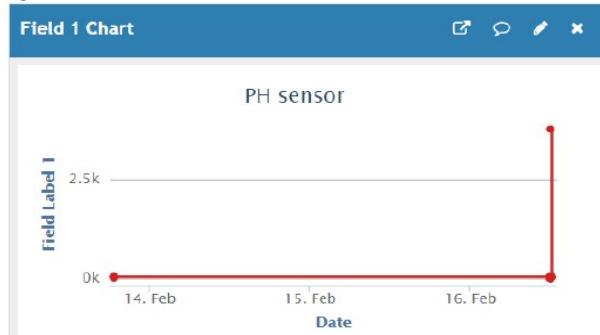 Field 1 Chart
PH sensor
Field Label 1
2.5k
0k
14. Feb
15. Feb
16. Feb
Date